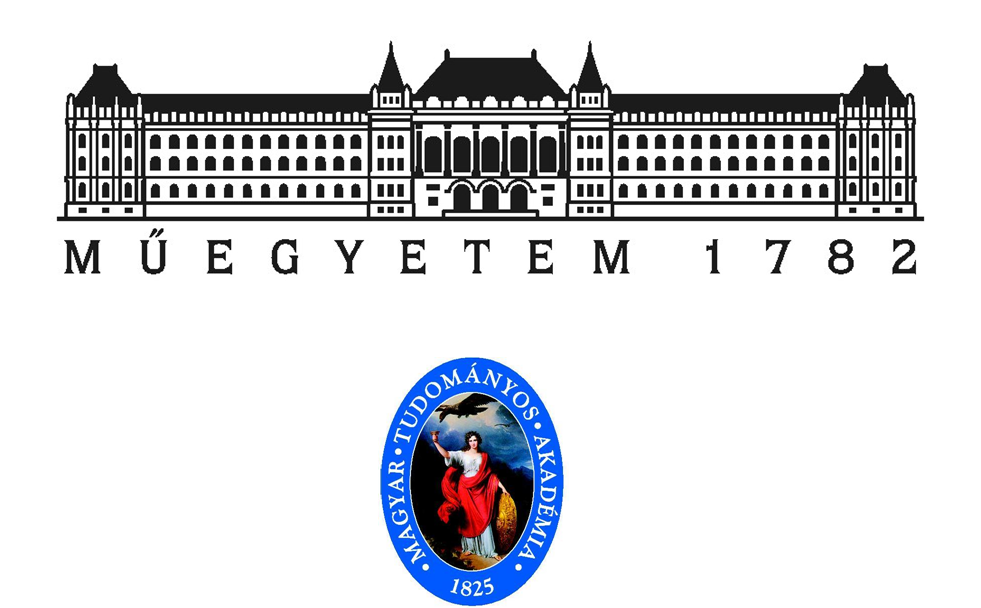 MŰEGYETEM 1782
MAGYAR • TUDOMÁNYOS • AKADÉMIA •
1825 •